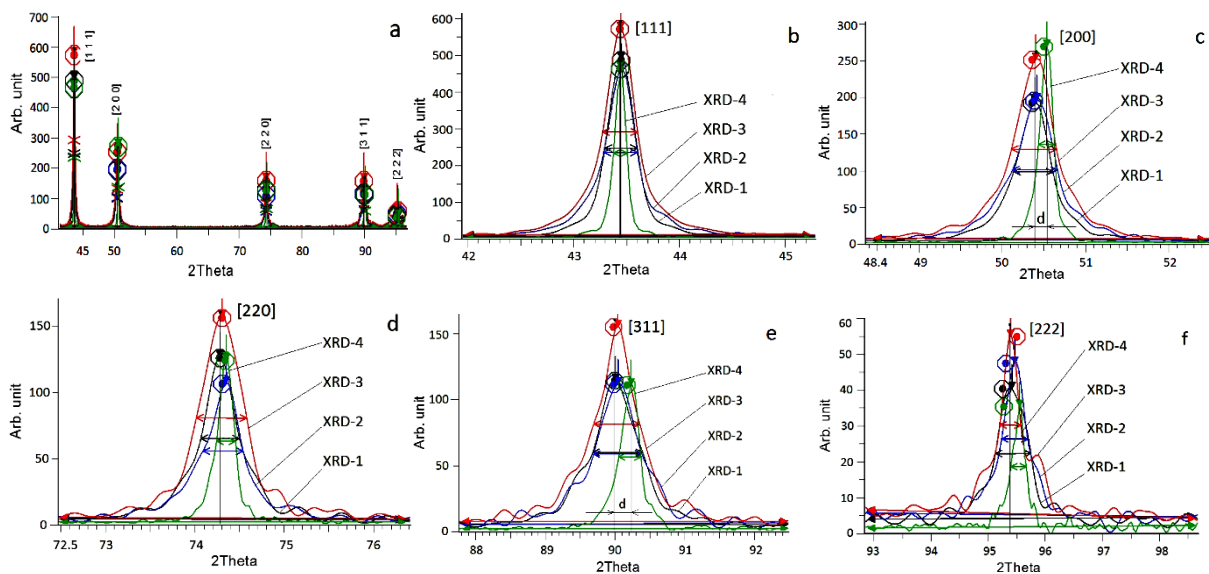 a
Arb. unit
700
600
500
400
300
200
100
0
[1 1 1]
[2 0 0]
[2 2 0]
[3 1 1]
[2 2 2]
45 50 60 70 80 90
2Theta
b
[111]
Arb. unit
600
500
400
300
200
100
0
XRD-4
XRD-3
XRD-2
XRD-1
42 43 44 45
2Theta
c
[200]
Arb. unit
300
250
200
150
100
50
0
XRD-4
XRD-3
XRD-2
XRD-1
d
48.4 49 50 51 52
2Theta
d
[220]
Arb. unit
150
100
50
0
XRD-4
XRD-3
XRD-2
XRD-1
72.5 73 74 75 76
2Theta
e
[311]
Arb. unit
150
100
50
0
XRD-4
XRD-3
XRD-2
XRD-1
d
88 89 90 91 92
2Theta
f
[222]
Arb. unit
60
50
40
30
20
10
5
0
XRD-4
XRD-3
XRD-2
XRD-1
93 94 95 96 97 98
2Theta